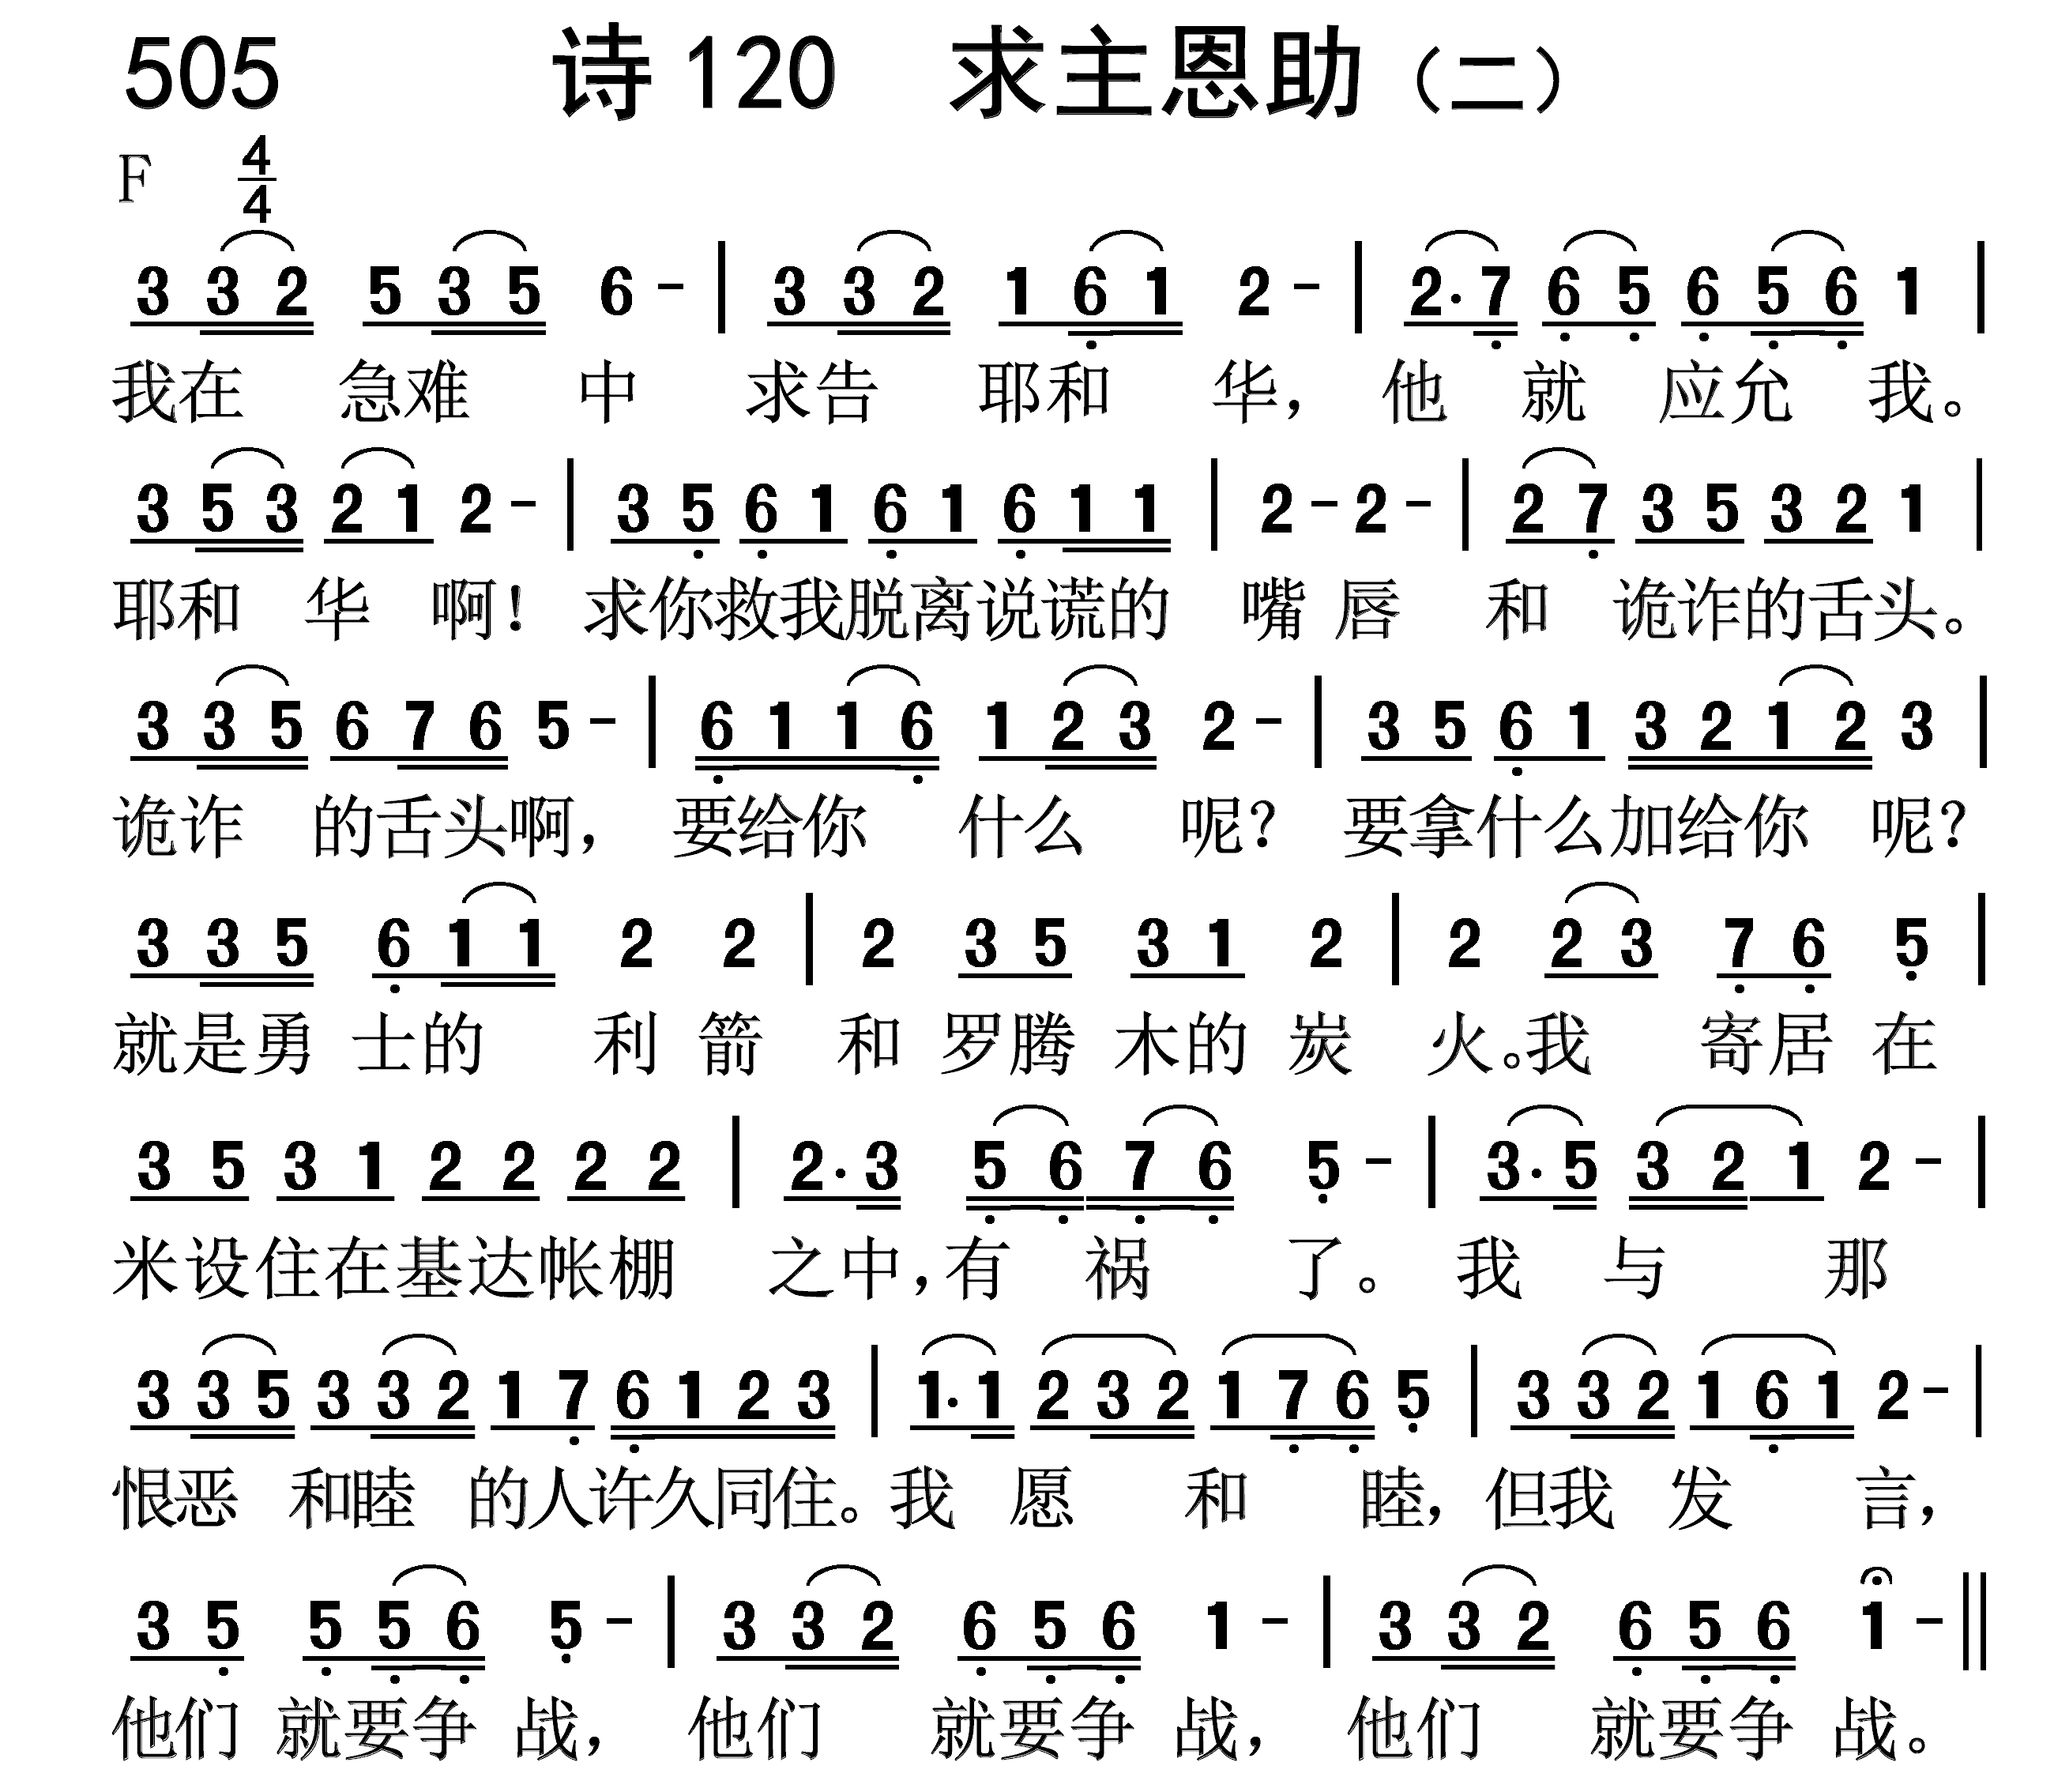 505 诗120 求主恩助（二）
F 4/4
3 3 2 5 3 5 6 - | 3 3 2 1 6 1 2 - | 2· 7 6 5 6 5 6 1 |
我在 急难 中 求告 耶和 华，他 就 应允 我。
3 5 3 2 1 2 - | 3 5 6 1 6 1 6 1 1 | 2 - 2 - | 2 7 3 5 3 2 1 |
耶和 华 啊！求你救我脱离说谎的 嘴 唇 和 诡诈的舌头。
3 3 5 6 7 6 5 - | 6 1 1 6 1 2 3 2 - | 3 5 6 1 3 2 1 2 3 |
诡诈 的舌头啊，要给你 什么 呢？要拿什么加给你 呢？
3 3 5 6 1 1 2 2 | 2 3 5 3 1 2 | 2 2 3 7 6 5 |
就是勇 士的 利 箭 和 罗腾 木的 炭 火。我 寄居 在
3 5 3 1 2 2 2 2 | 2· 3 5 6 7 6 5 - | 3· 5 3 2 1 2 - |
米设住在基达帐棚 之中，有 祸 了。我 与 那
3 3 5 3 3 2 1 7 6 1 2 3 | 1· 1 2 3 2 1 7 6 5 | 3 3 2 1 6 1 2 - |
恨恶 和睦 的人许久同住。我 愿 和 睦，但我 发 言，
3 5 5 5 6 5 - | 3 3 2 6 5 6 1 - | 3 3 2 6 5 6 1 - ‖
他们 就要争 战，他们 就要争 战，他们 就要争 战。